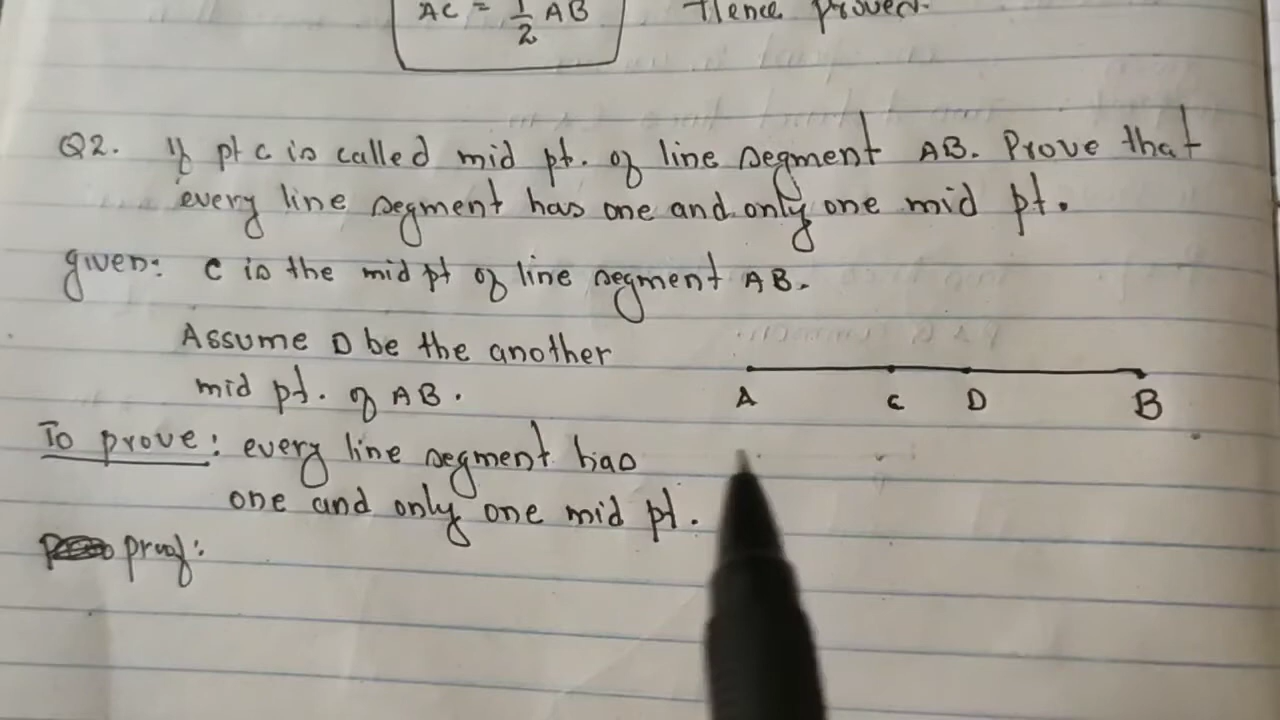 AC = 1/2 AB Hence proved.
Q2. If pt C is called mid pt. of line segment AB. Prove that
every line segment has one and only one mid pt.
given: C is the mid pt of line segment AB.
Assume D be the another
mid pt. of AB.
A C D B
To prove: every line segment has
one and only one mid pt.
proof: